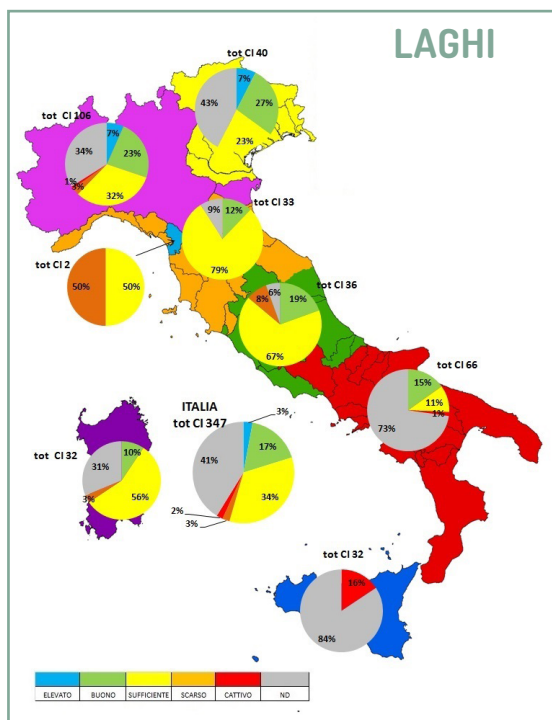 LAGHI
tot CI 40
7%
27%
23%
43%
tot CI 106
7%
23%
32%
3%
1%
34%
tot CI 33
12%
79%
9%
tot CI 2
50%
50%
tot CI 36
19%
67%
8%
6%
tot CI 66
15%
11%
1%
73%
tot CI 32
10%
56%
3%
31%
ITALIA
tot CI 347
3%
17%
34%
3%
2%
41%
tot CI 32
16%
84%
ELEVATO BUONO SUFFICIENTE SCARSO CATTIVO ND